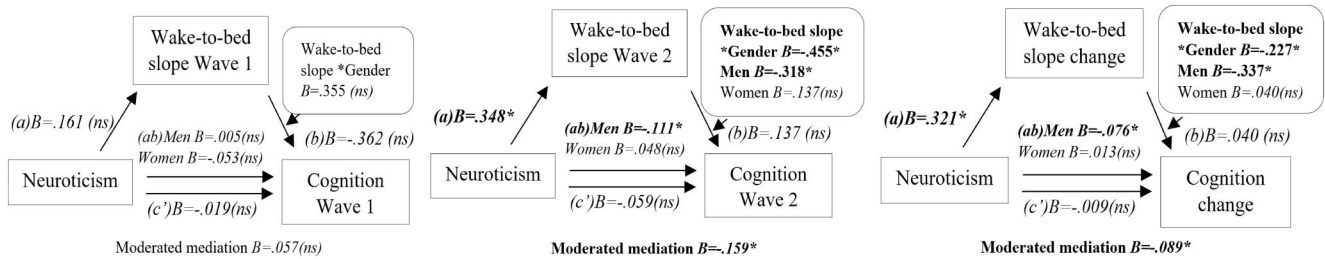 Wake-to-bed
slope Wave 1
Wake-to-bed
slope *Gender
B=.355 (ns)
(a)B=.161 (ns)
(ab)Men B=.005(ns)
Women B=-.053(ns)
(b)B=-.362 (ns)
Neuroticism
(c')B=-.019(ns)
Cognition
Wave 1
Moderated mediation B=.057(ns)
Wake-to-bed
slope Wave 2
Wake-to-bed slope
*Gender B=-.455*
Men B=-.318*
Women B=.137(ns)
(a)B=.348*
(ab)Men B=-.111*
Women B=.048(ns)
(b)B=.137 (ns)
Neuroticism
(c')B=-.059(ns)
Cognition
Wave 2
Moderated mediation B=-.159*
Wake-to-bed
slope change
Wake-to-bed slope
*Gender B=-.227*
Men B=-.337*
Women B=.040(ns)
(a)B=.321*
(ab)Men B=-.076*
Women B=.013(ns)
(b)B=.040 (ns)
Neuroticism
(c')B=-.009(ns)
Cognition
change
Moderated mediation B=-.089*